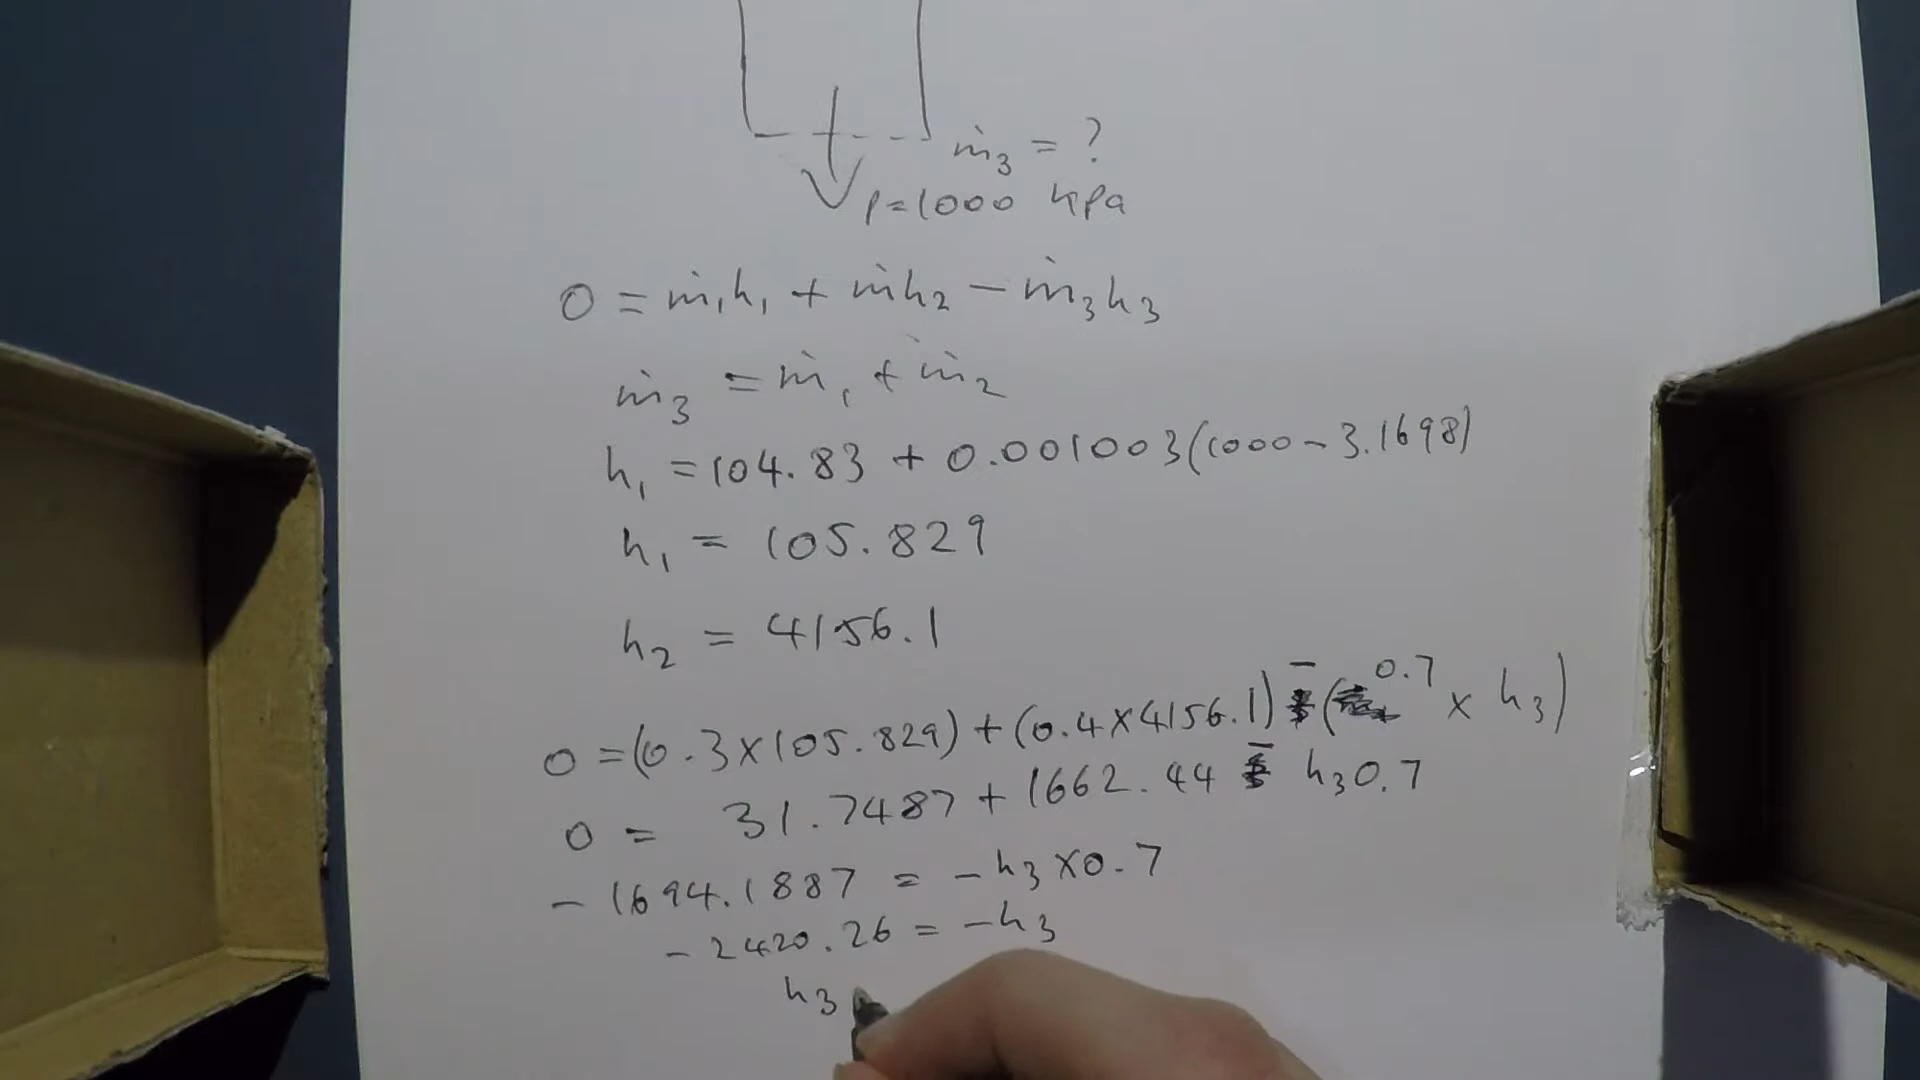 ṁ₃ = ?
P=1000 kPa
0 = ṁ₁h₁ + ṁh₂ - ṁ₃h₃
ṁ₃ = ṁ₁ + ṁ₂
h₁ = 104.83 + 0.001003(1000 - 3.1698)
h₁ = 105.829
h₂ = 4156.1
0 = (0.3 × 105.829) + (0.4 × 4156.1) - (0.7 × h₃)
0 = 31.7487 + 1662.44 - h₃0.7
- 1694.1887 = - h₃ × 0.7
- 2420.26 = - h₃
h₃